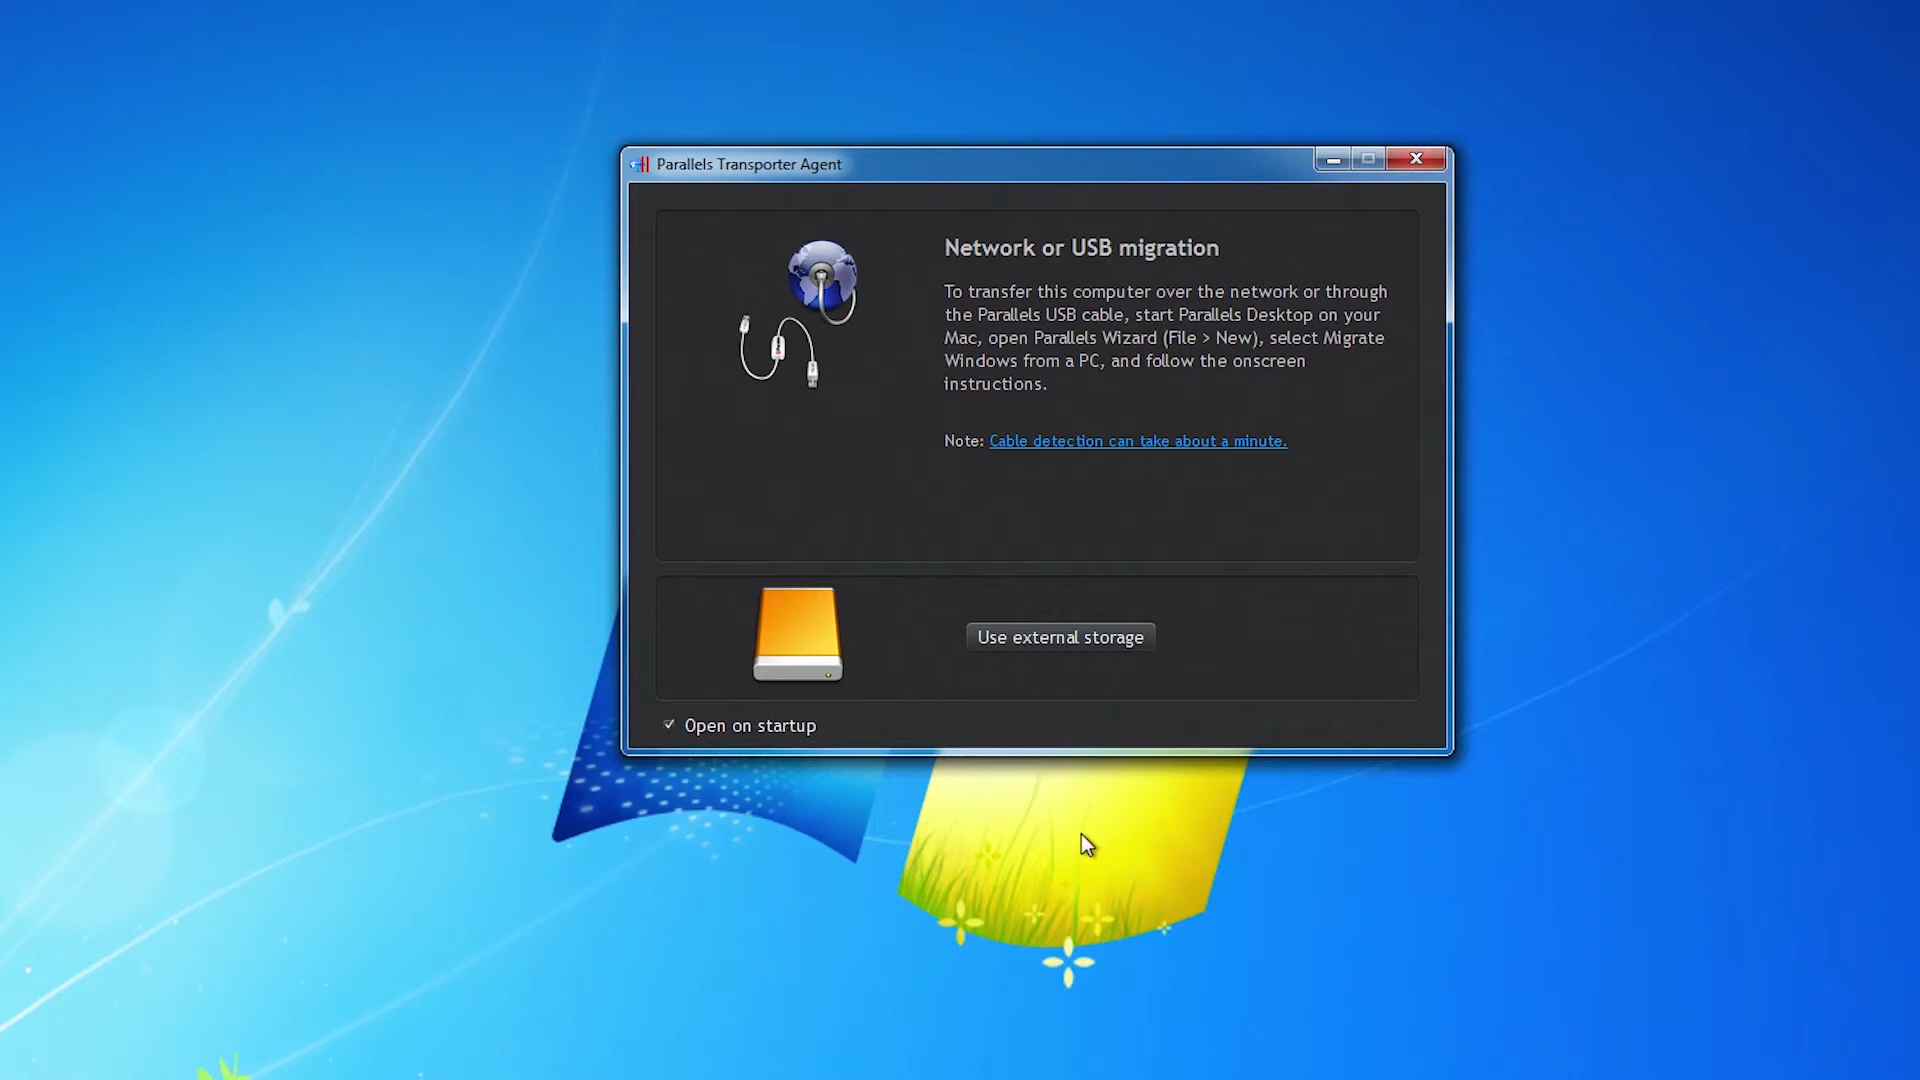 Parallels Transporter Agent
Network or USB migration
To transfer this computer over the network or through
the Parallels USB cable, start Parallels Desktop on your
Mac, open Parallels Wizard (File > New), select Migrate
Windows from a PC, and follow the onscreen
instructions.
Note: Cable detection can take about a minute.
Use external storage
Open on startup